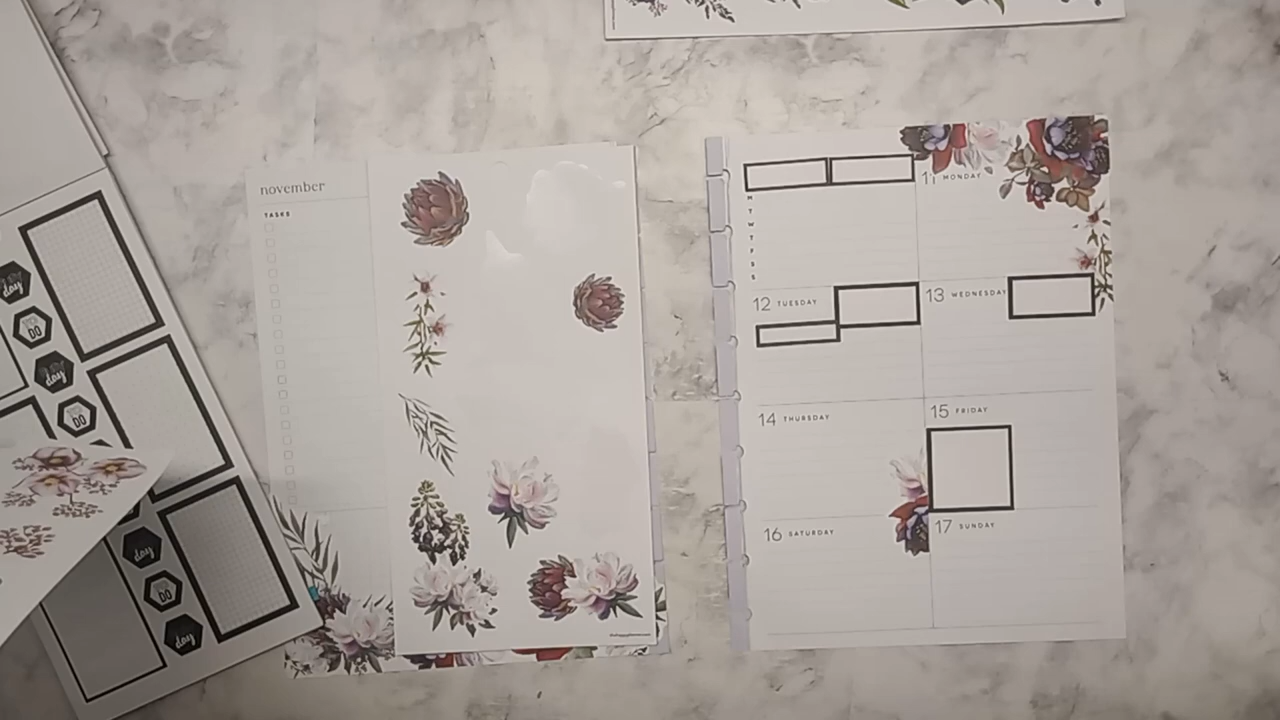 november
TASKS
11 MONDAY
M
T
W
T
F
S
S
12 TUESDAY
13 WEDNESDAY
14 THURSDAY
15 FRIDAY
16 SATURDAY
17 SUNDAY
day
DO
day
DO
day
DO
day